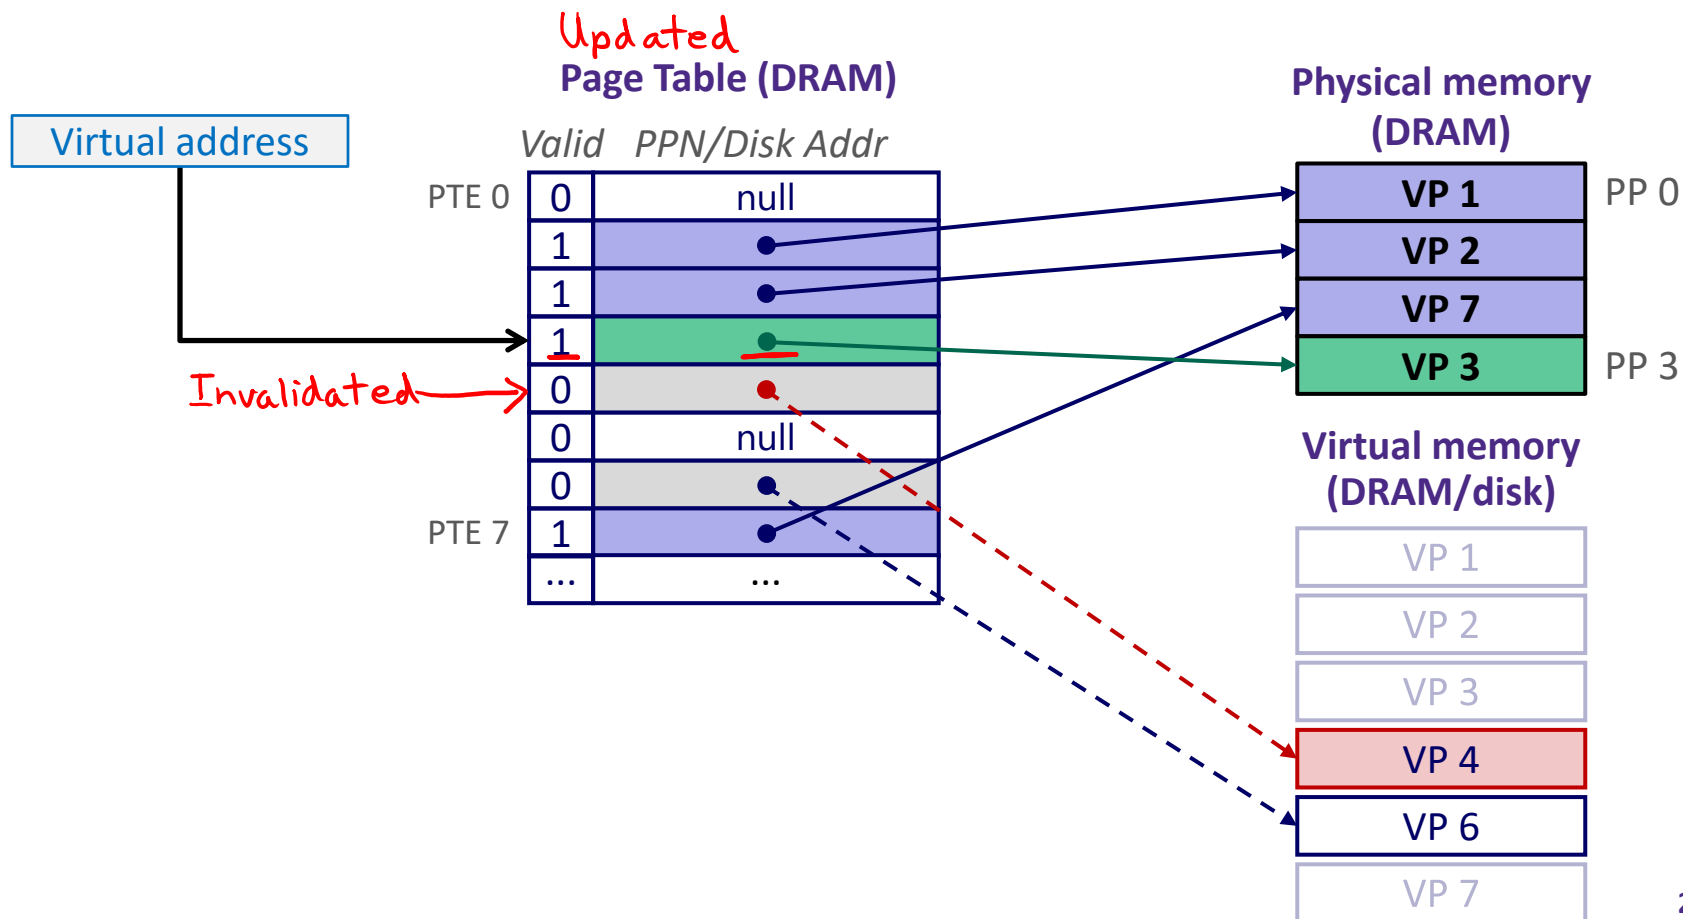 Updated
Page Table (DRAM)
Physical memory
(DRAM)
Virtual address
Valid PPN/Disk Addr
PTE 0 0 null
VP 1 PP 0
1
VP 2
1
VP 7
1
VP 3 PP 3
Invalidated 0
0 null
Virtual memory
(DRAM/disk)
0
PTE 7 1
VP 1
... ...
VP 2
VP 3
VP 4
VP 6
VP 7